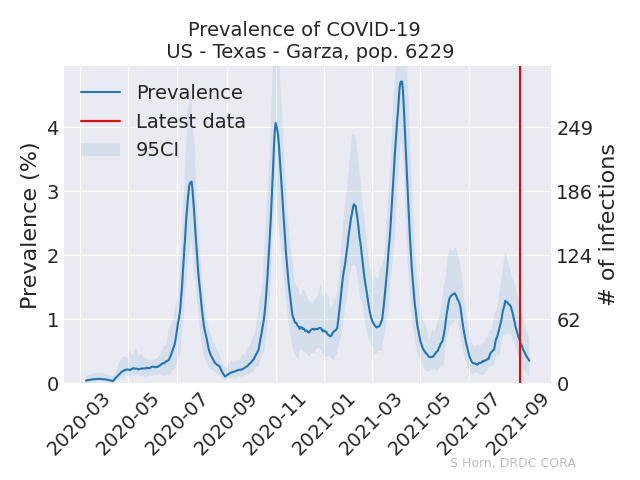 Prevalence of COVID-19
US - Texas - Garza, pop. 6229
Prevalence
Latest data
95CI
Prevalence (%)
4
3
2
1
0
# of infections
249
186
124
62
0
2020-03
2020-05
2020-07
2020-09
2020-11
2021-01
2021-03
2021-05
2021-07
2021-09
S Horn, DRDC CORA